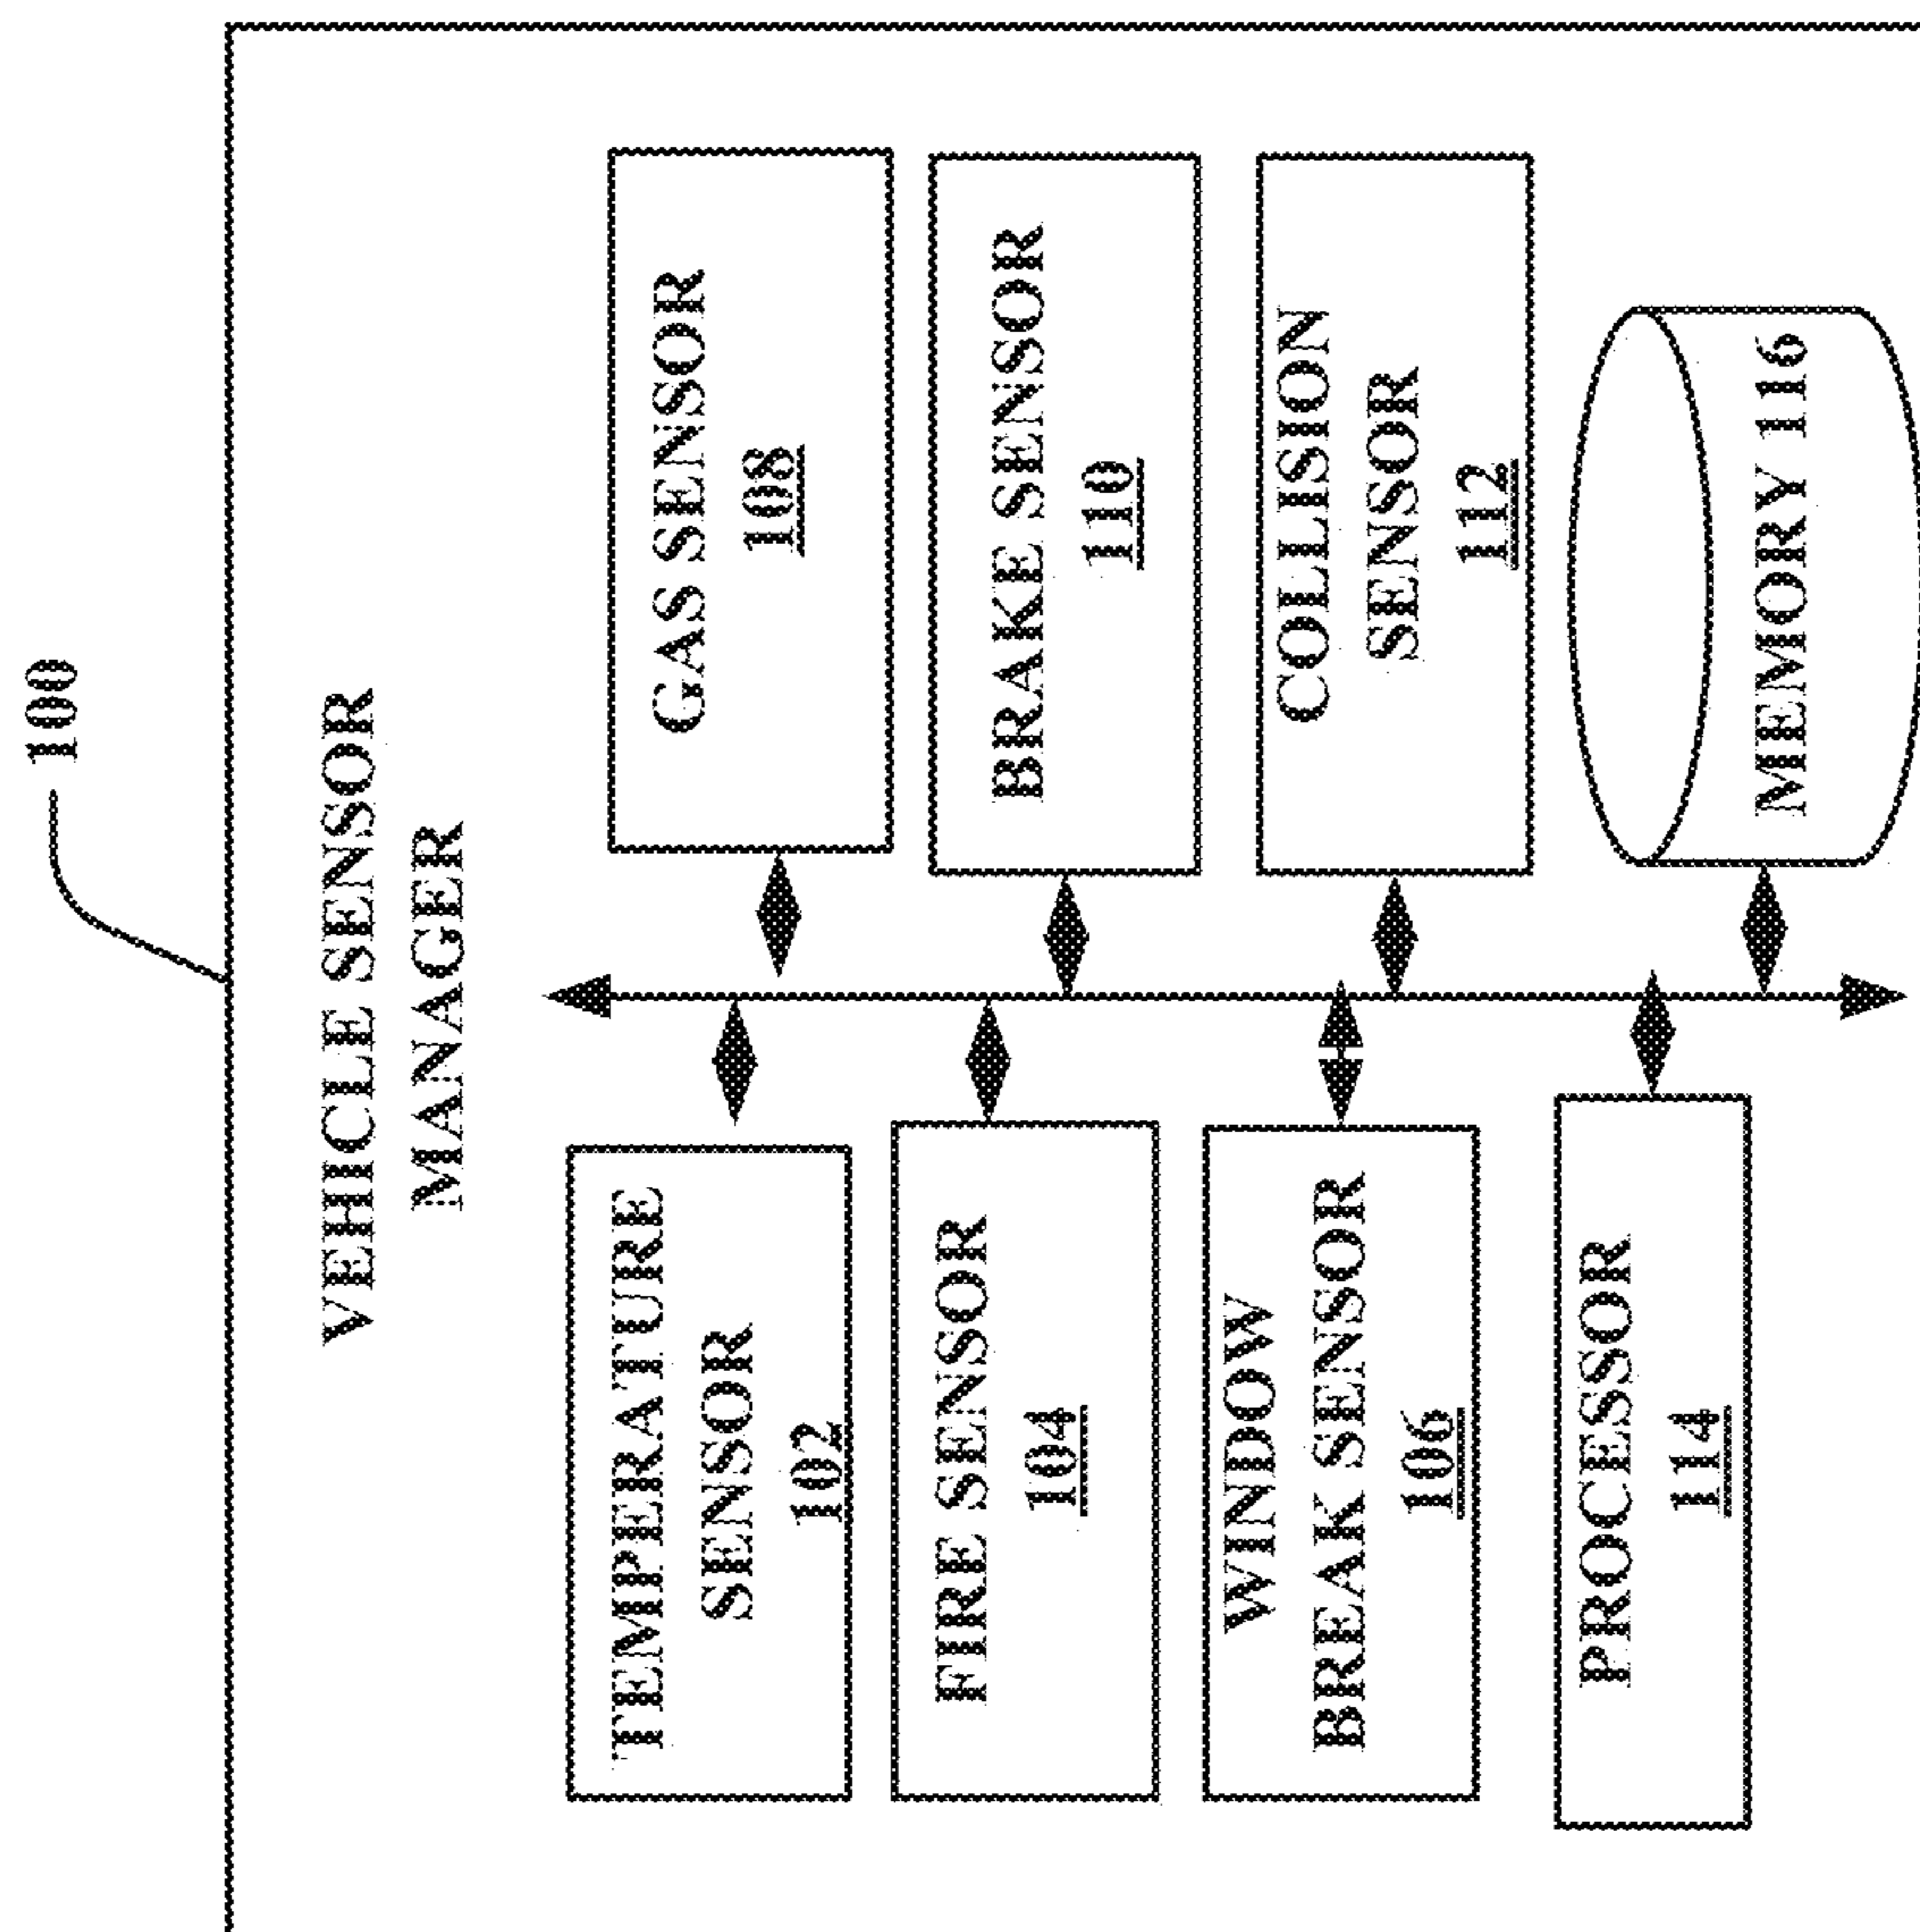 100
VEHICLE SENSOR
MANAGER
TEMPERATURE
SENSOR
102
GAS SENSOR
108
FIRE SENSOR
104
BRAKE SENSOR
110
WINDOW
BREAK SENSOR
106
COLLISION
SENSOR
112
PROCESSOR
114
MEMORY 116